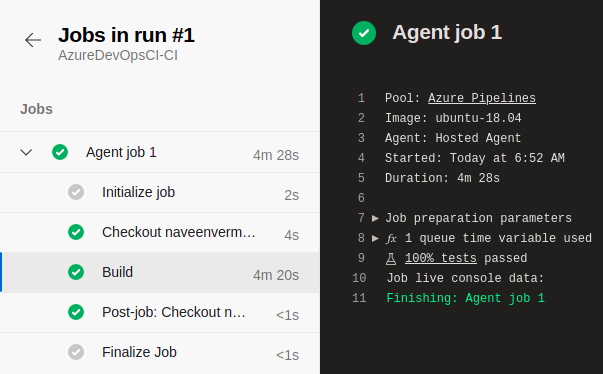 Jobs in run #1
AzureDevOpsCI-CI
Jobs
Agent job 1 4m 28s
Initialize job 2s
Checkout naveenverm… 4s
Build 4m 20s
Post-job: Checkout n… <1s
Finalize Job <1s
Agent job 1
1 Pool: Azure Pipelines
2 Image: ubuntu-18.04
3 Agent: Hosted Agent
4 Started: Today at 6:52 AM
5 Duration: 4m 28s
6
7 Job preparation parameters
8 fx 1 queue time variable used
9 100% tests passed
10 Job live console data:
11 Finishing: Agent job 1